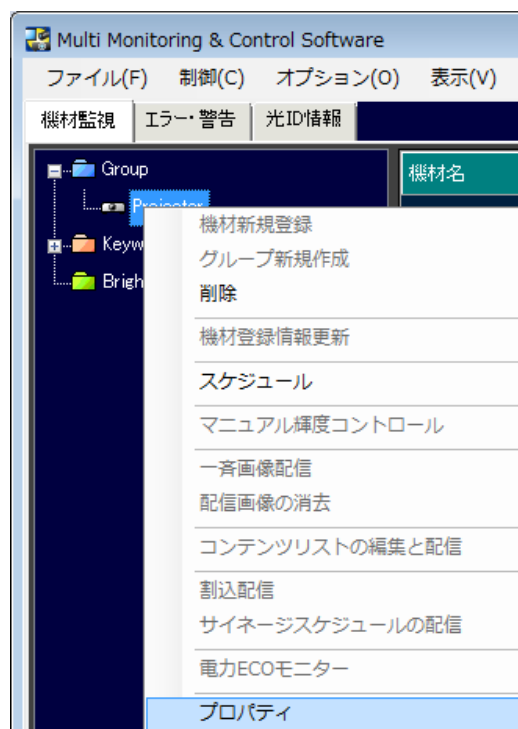 Multi Monitoring & Control Software
ファイル(F) 制御(C) オプション(O) 表示(V)
機材監視 エラー・警告 光ID情報
Group
機材名
Projector
Keyw
Brigh
機材新規登録
グループ新規作成
削除
機材登録情報更新
スケジュール
マニュアル輝度コントロール
一斉画像配信
配信画像の消去
コンテンツリストの編集と配信
割込配信
サイネージスケジュールの配信
電力ECOモニター
プロパティ